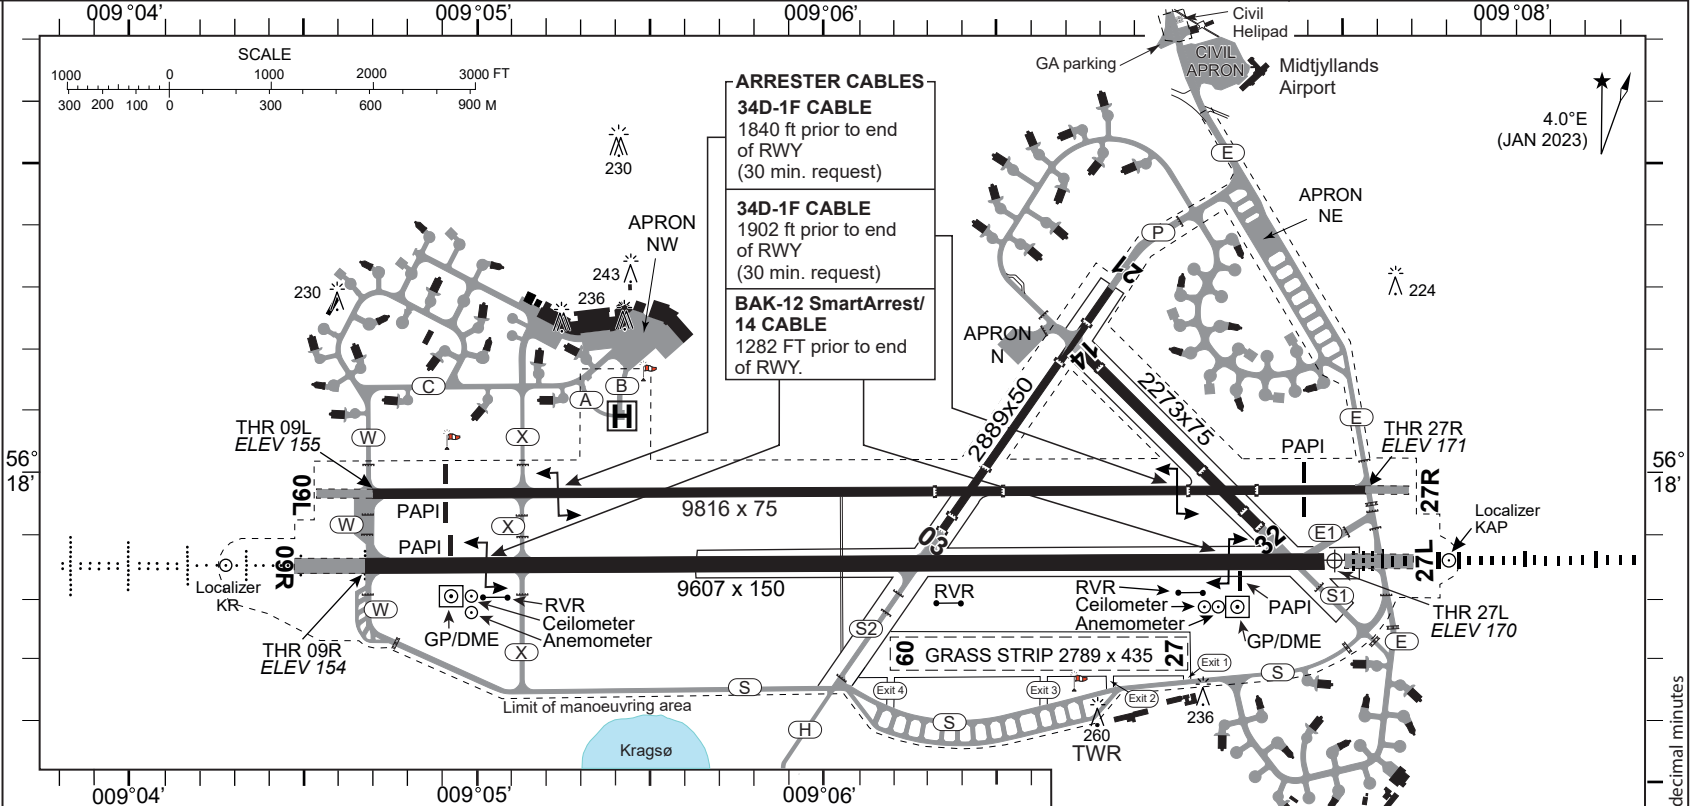 009°04'
009°05'
009°06'
009°08'
SCALE
1000 0 1000 2000 3000 FT
300 200 100 0 300 600 900 M
ARRESTER CABLES
34D-1F CABLE
1840 ft prior to end
of RWY
(30 min. request)
34D-1F CABLE
1902 ft prior to end
of RWY
(30 min. request)
BAK-12 SmartArrest/
14 CABLE
1282 FT prior to end
of RWY.
Civil
Helipad
GA parking
CIVIL
APRON
Midtjyllands
Airport
4.0°E
(JAN 2023)
230
E
APRON
NE
APRON
NW
P
243
230
236
224
21
APRON
N
14
C
B
A
H
2889x50
2273x75
E
W
X
THR 09L
ELEV 155
THR 27R
ELEV 171
PAPI
56°
18'
56°
18'
09L
27R
PAPI
9816 x 75
W
X
PAPI
03
32
E1
Localizer
KAP
09R
27L
Localizer
KR
9607 x 150
W
RVR
Ceilometer
Anemometer
GP/DME
RVR
RVR
Ceilometer
Anemometer
PAPI
GP/DME
S1
THR 27L
ELEV 170
THR 09R
ELEV 154
X
S2
09 GRASS STRIP 2789 x 435 27
E
Exit 1
S
S
Exit 4
Exit 3
Exit 2
Limit of manoeuvring area
S
H
236
260
TWR
Kragsø
009°04'
009°05'
009°06'
decimal minutes